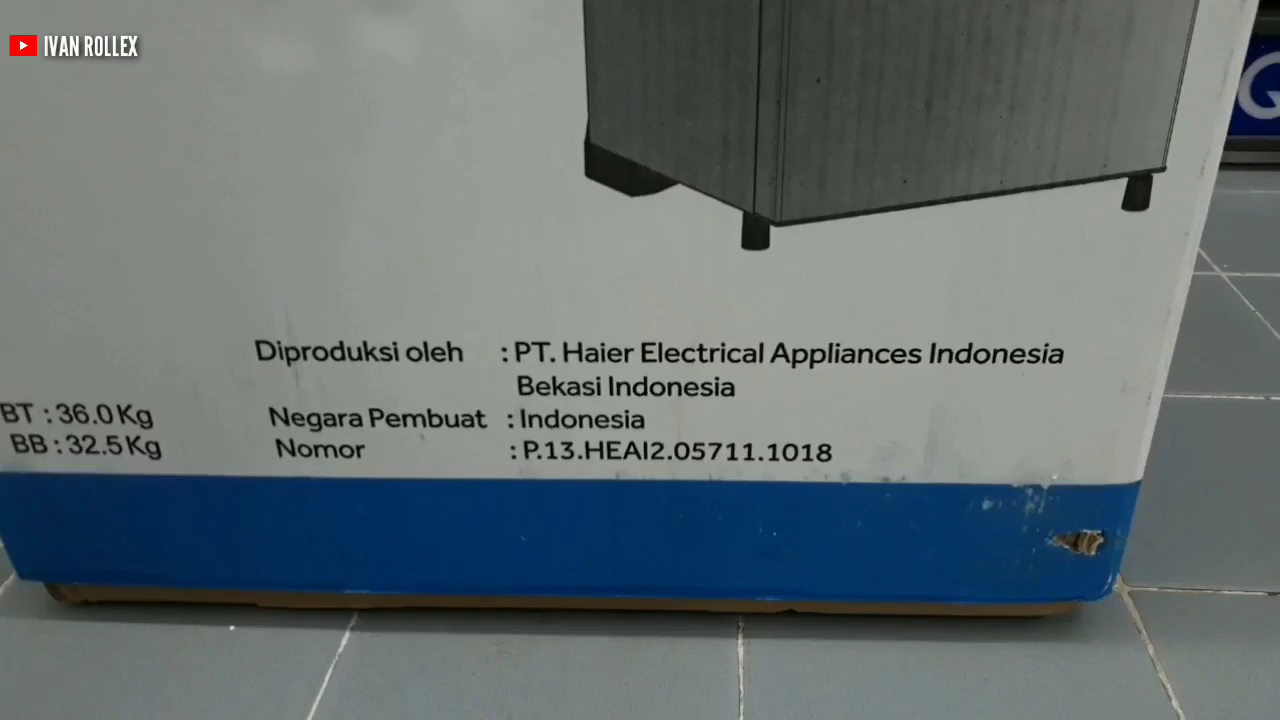 IVAN ROLLEX
Diproduksi oleh : PT. Haier Electrical Appliances Indonesia
Bekasi Indonesia
BT : 36.0 Kg
Negara Pembuat : Indonesia
BB : 32.5 Kg
Nomor : P.13.HEAI2.05711.1018